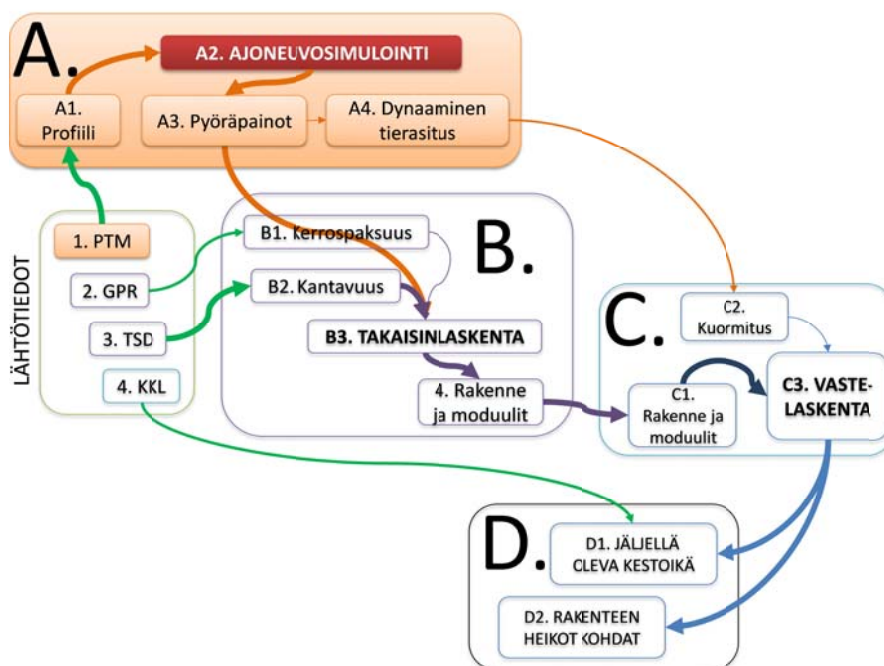 A.
A2. AJONEUVOSIMULOINTI
A1.
Profiili
A3. Pyöräpainot
A4. Dynaaminen
tierasitus
LÄHTÖTIEDOT
1. PTM
2. GPR
3. TSD
4. KKL
B.
B1. Kerrospaksuus
B2. Kantavuus
B3. TAKAISINLASKENTA
4. Rakenne
ja moduulit
C.
C2.
Kuormitus
C1.
Rakenne ja
moduulit
C3. VASTE-
LASKENTA
D.
D1. JÄLJELLÄ
CLEVA KESTOIKÄ
D2. RAKENTEEN
HEIKOT KOHDAT